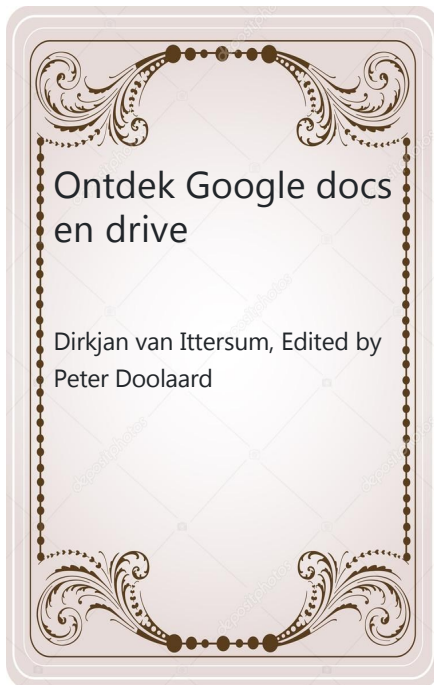 Ontdek Google docs
en drive
Dirkjan van Ittersum, Edited by
Peter Doolaard